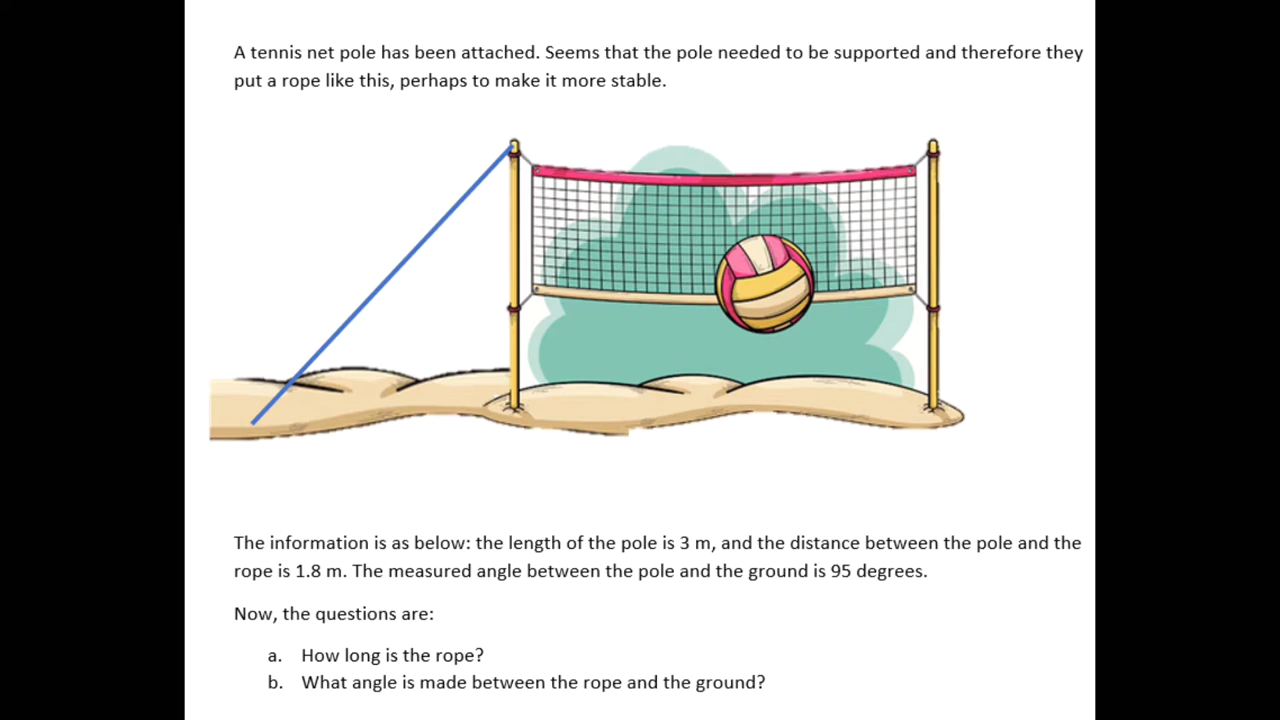 A tennis net pole has been attached. Seems that the pole needed to be supported and therefore they
put a rope like this, perhaps to make it more stable.
The information is as below: the length of the pole is 3 m, and the distance between the pole and the
rope is 1.8 m. The measured angle between the pole and the ground is 95 degrees.
Now, the questions are:
a. How long is the rope?
b. What angle is made between the rope and the ground?